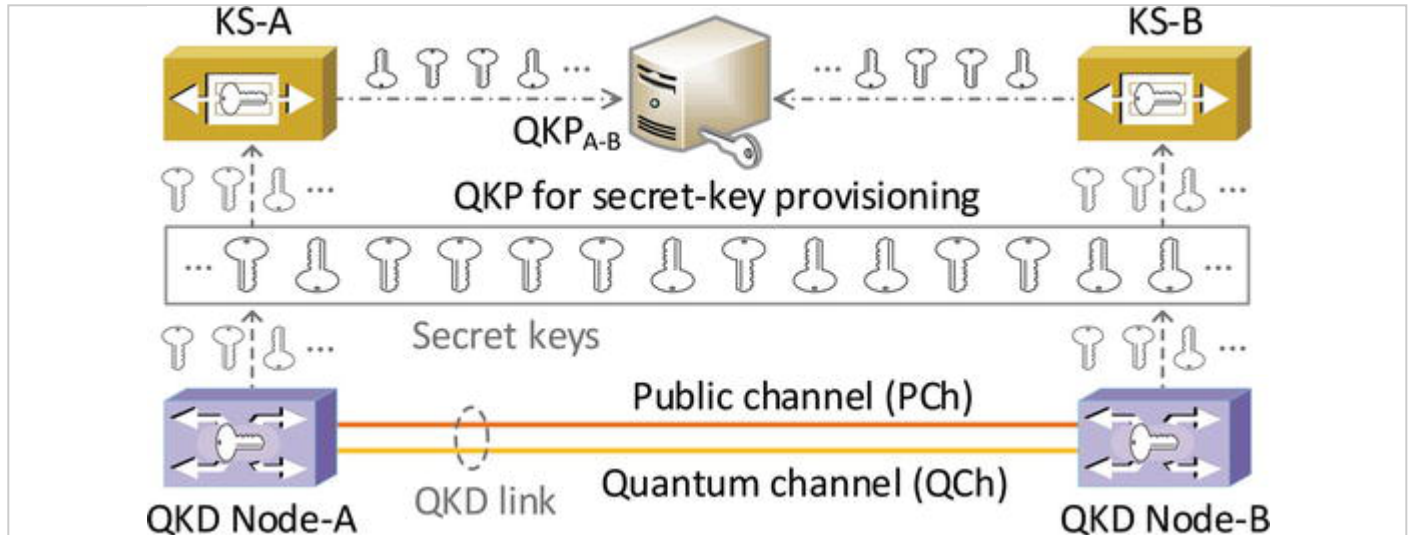 KS-A
KS-B
...
...
QKP A-B
...
...
QKP for secret-key provisioning
...
...
Secret keys
...
...
Public channel (PCh)
QKD link
Quantum channel (QCh)
QKD Node-A
QKD Node-B